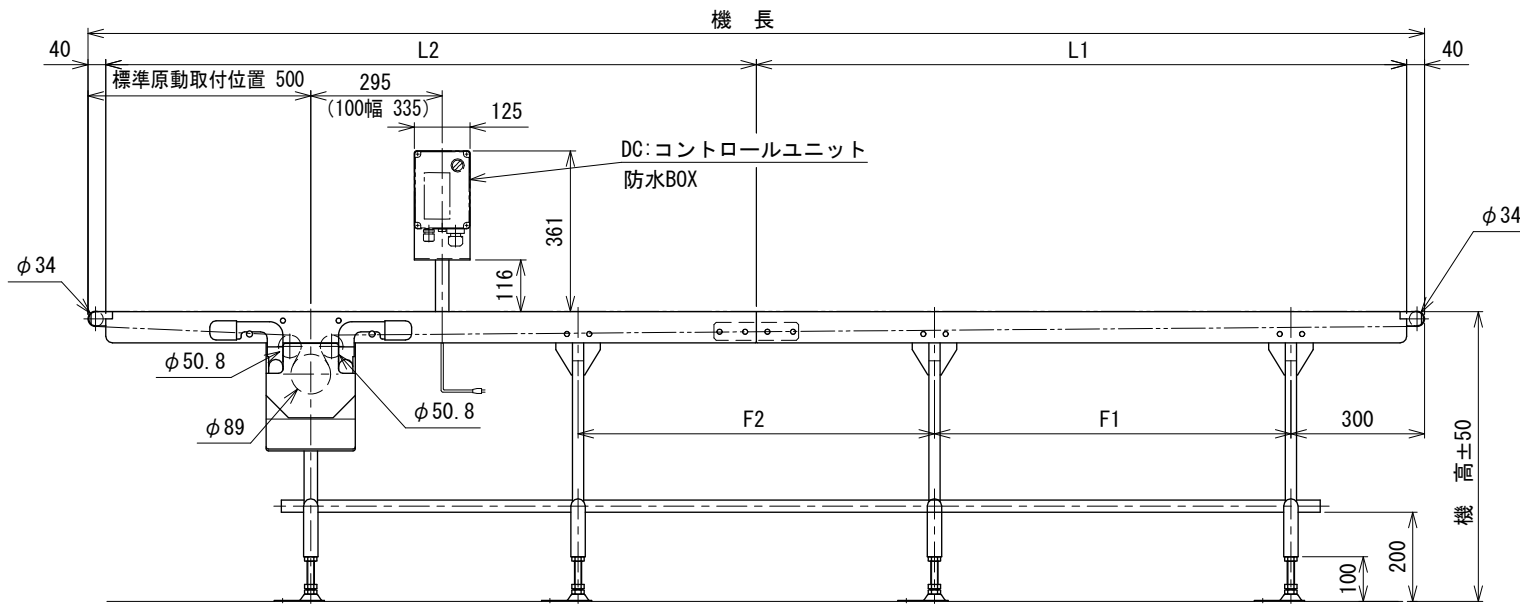 機 長
40
L2
L1
40
標準原動取付位置 500
295
(100幅 335)
125
DC:コントロールユニット
防水BOX
361
116
φ34
φ34
φ50.8
φ50.8
φ89
F2
F1
300
機 高±50
200
100